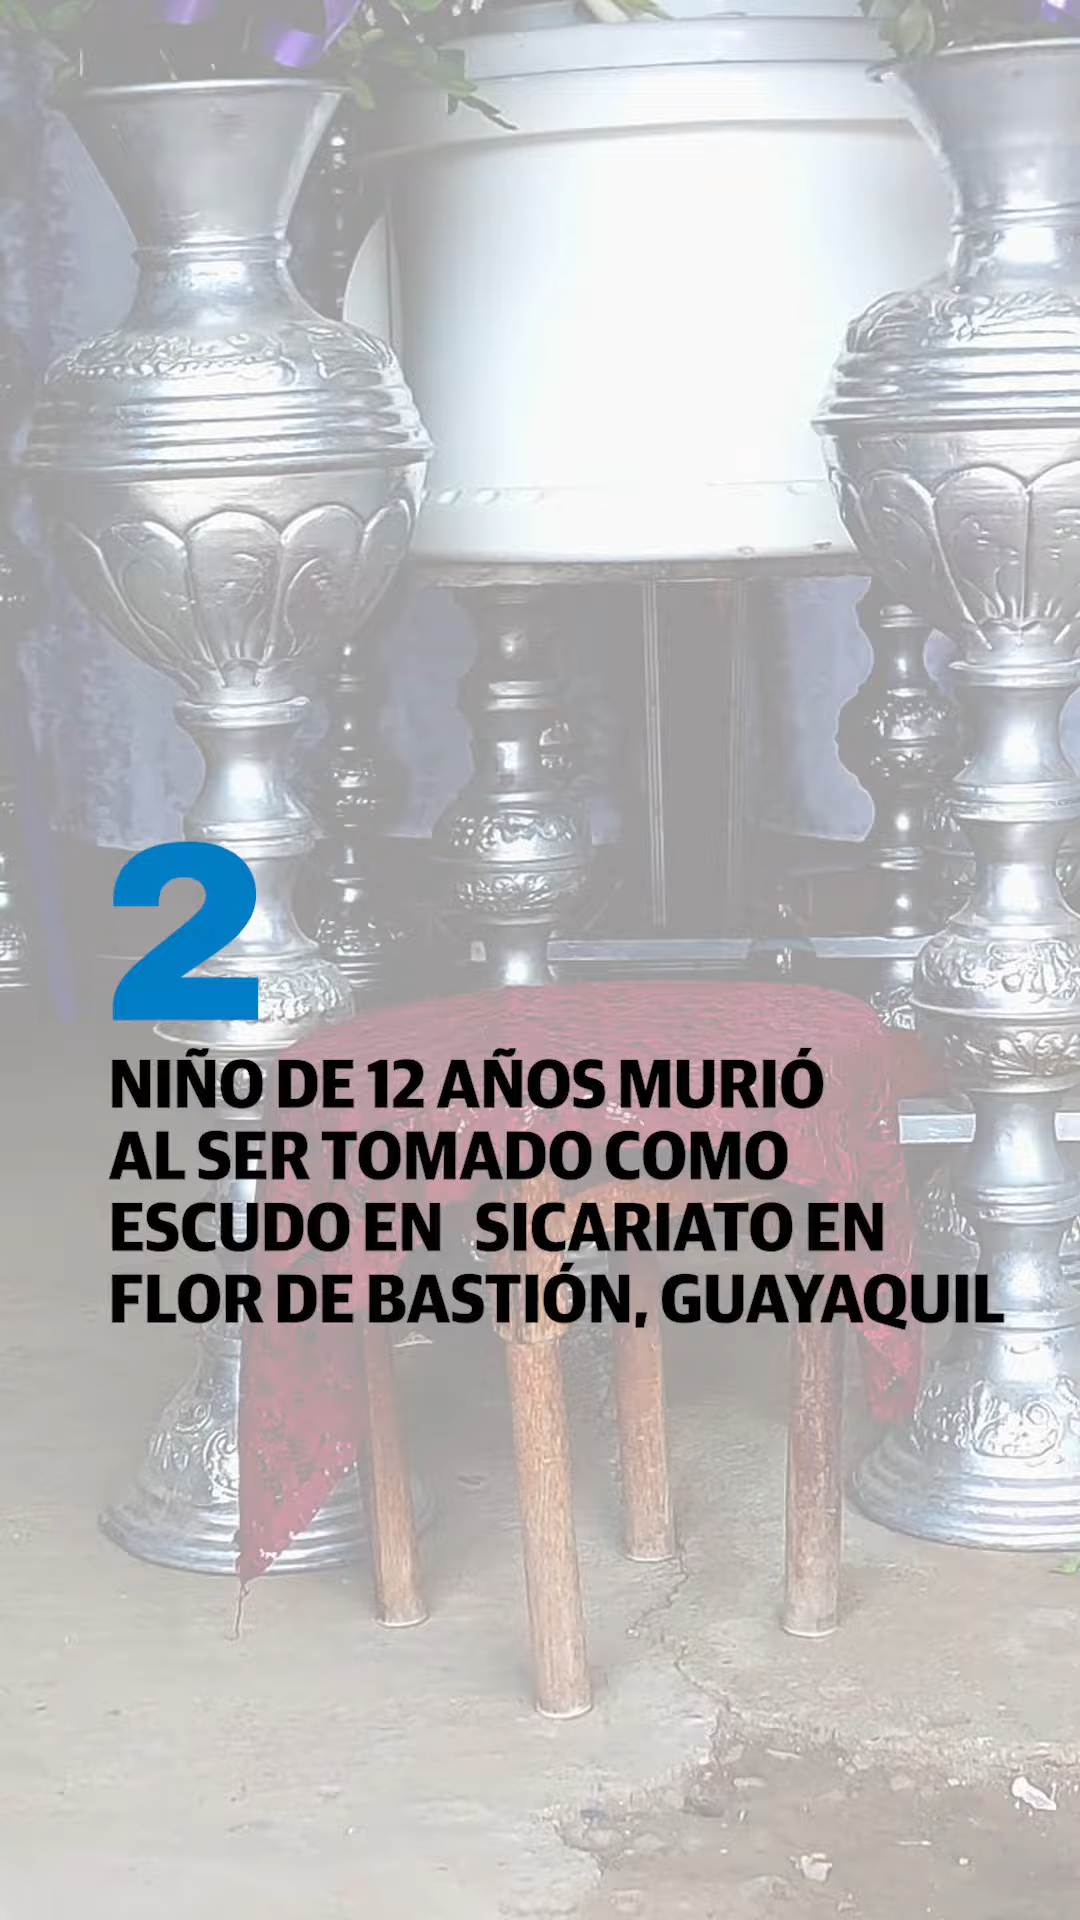 2
NIÑO DE 12 AÑOS MURIÓ
AL SER TOMADO COMO
ESCUDO EN  SICARIATO EN
FLOR DE BASTIÓN, GUAYAQUIL